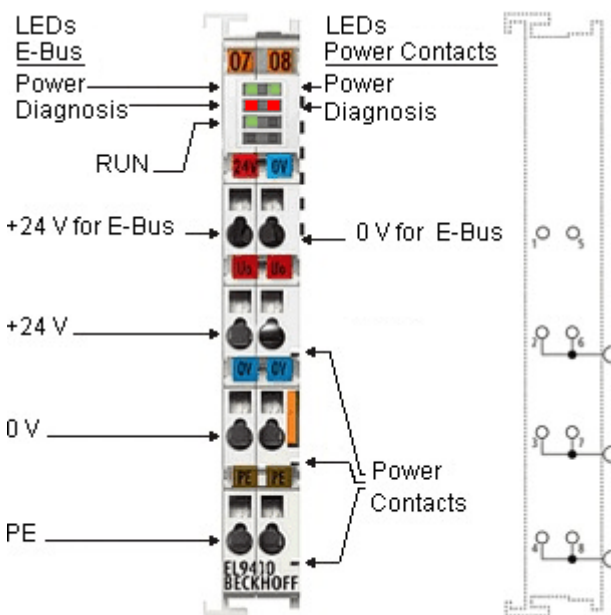 LEDs
E-Bus
LEDs
Power Contacts
07 08
Power
Diagnosis
RUN
Power
Diagnosis
24V 0V
+24 V for E-Bus
0 V for E-Bus
1 5
Uo Uo
+24 V
2 6
0V 0V
0 V
3 7
Power
Contacts
PE PE
PE
4 8
EL9410
BECKHOFF